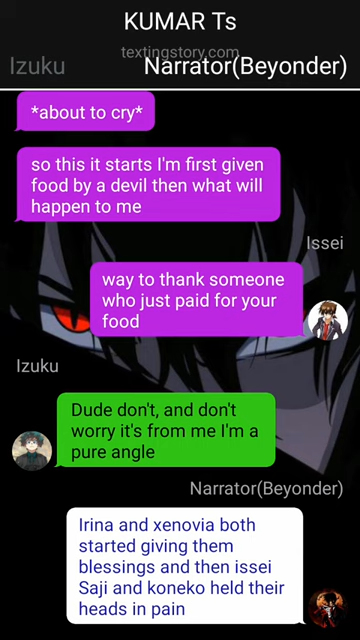 KUMAR Ts
textingstory.com
Izuku
Narrator(Beyonder)
*about to cry*
so this it starts I'm first given
food by a devil then what will
happen to me
Issei
way to thank someone
who just paid for your
food
Izuku
Dude don't, and don't
worry it's from me I'm a
pure angle
Narrator(Beyonder)
Irina and xenovia both
started giving them
blessings and then issei
Saji and koneko held their
heads in pain